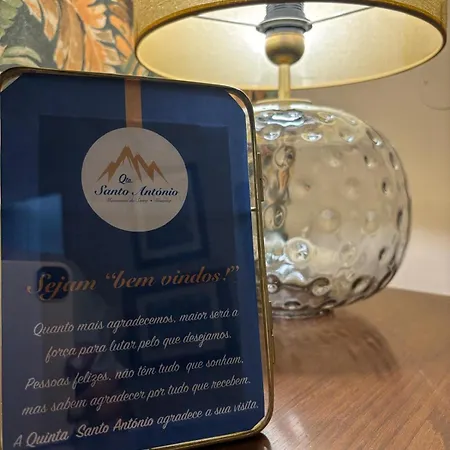 Qta.
Santo António
Sejam "bem vindos!"
Quanto mais agradecemos, maior será a
força para lutar pelo que desejamos.
Pessoas felizes, não têm tudo que sonham,
mas sabem agradecer por tudo que recebem.
A Quinta Santo António agradece a sua visita.